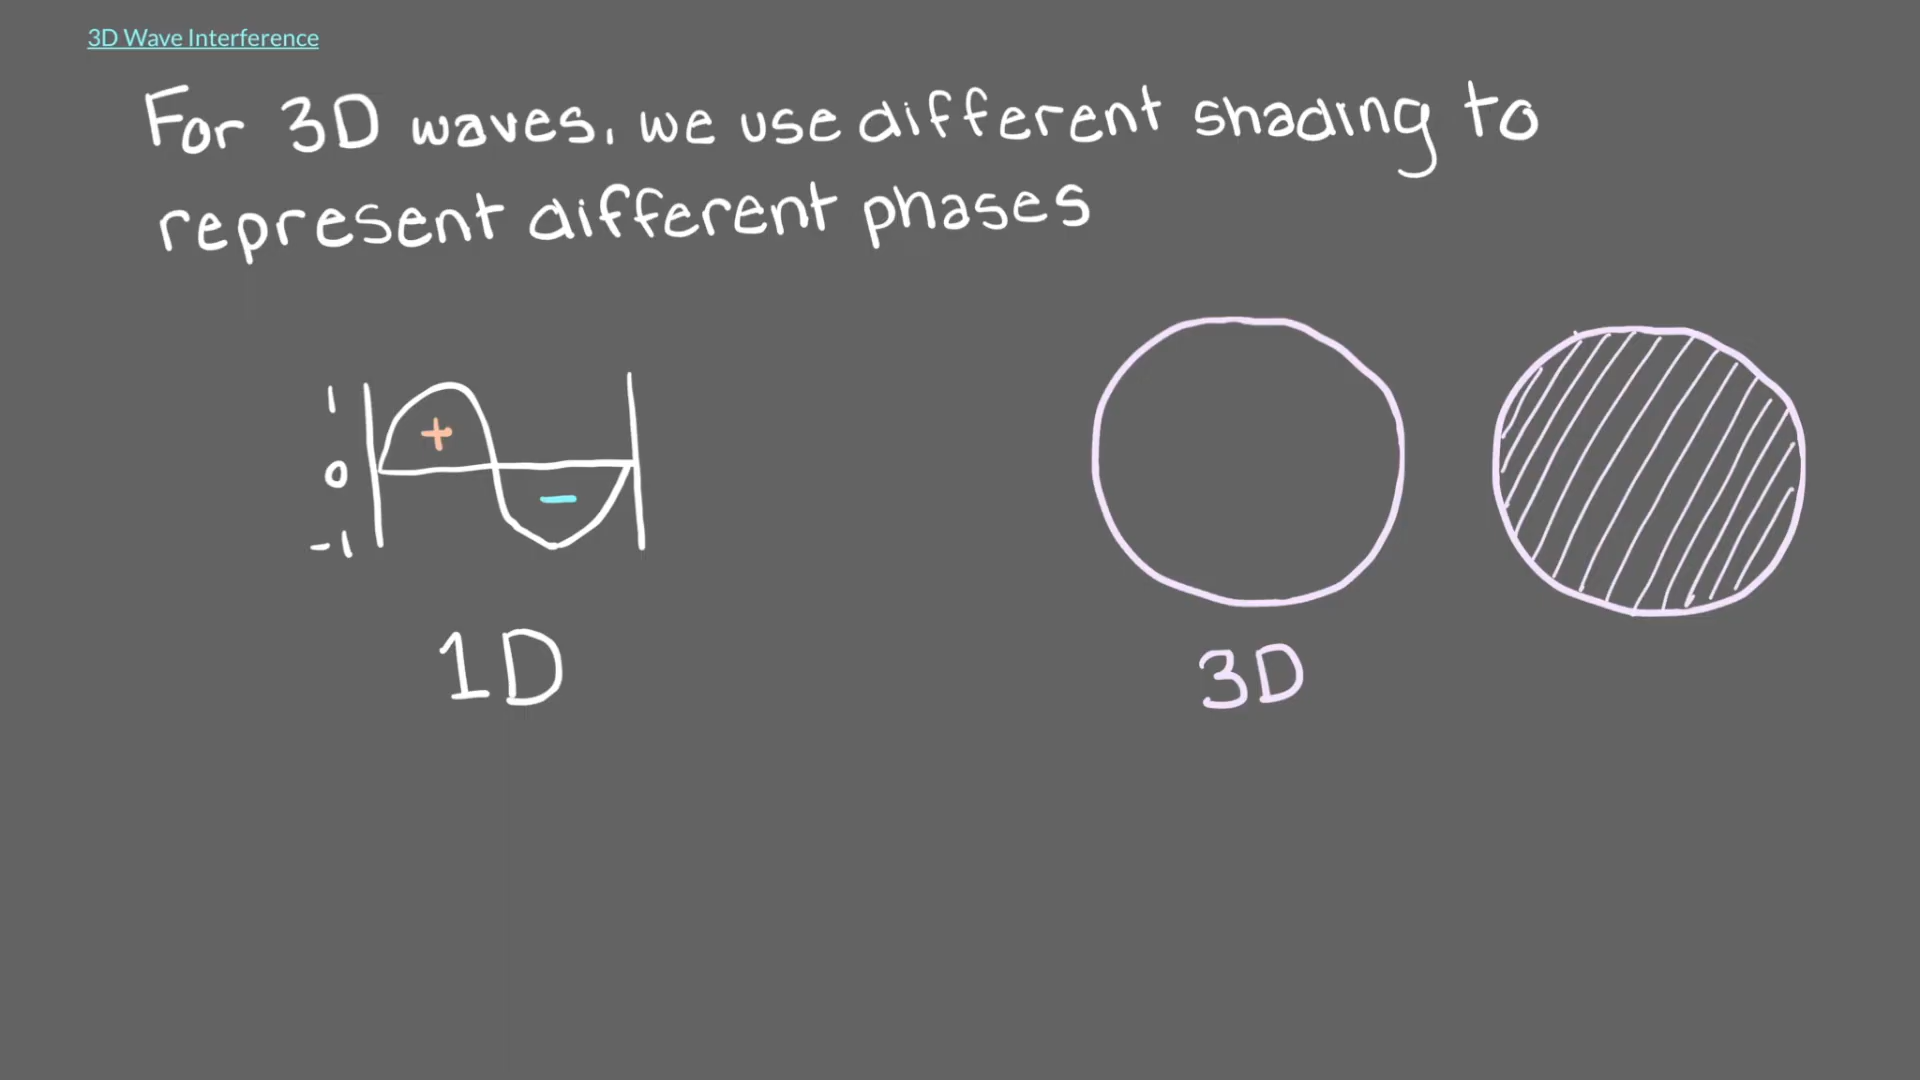 3D Wave Interference
For 3D waves, we use different shading to
represent different phases
1
+
0
-
-1
1D
3D